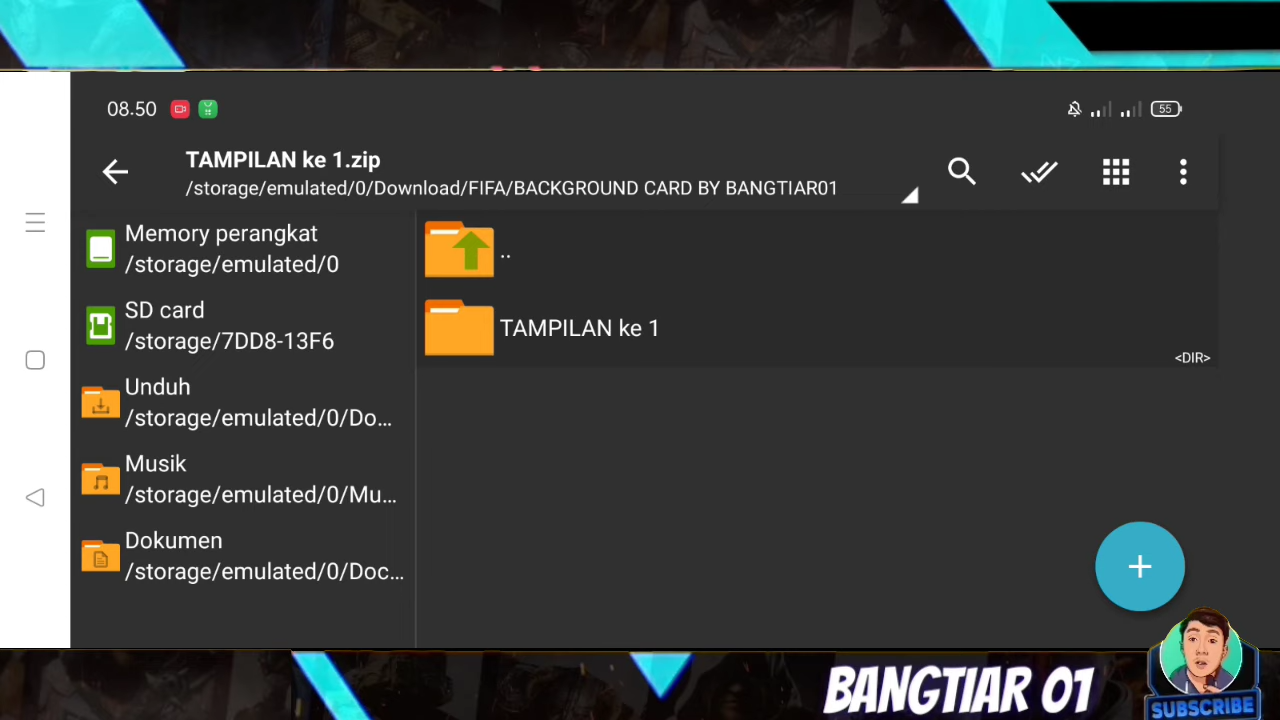 08.50
55
TAMPILAN ke 1.zip
/storage/emulated/0/Download/FIFA/BACKGROUND CARD BY BANGTIAR01
Memory perangkat
/storage/emulated/0
SD card
/storage/7DD8-13F6
Unduh
/storage/emulated/0/Do...
Musik
/storage/emulated/0/Mu...
Dokumen
/storage/emulated/0/Doc...
..
TAMPILAN ke 1
<DIR>
BANGTIAR 01
SUBSCRIBE